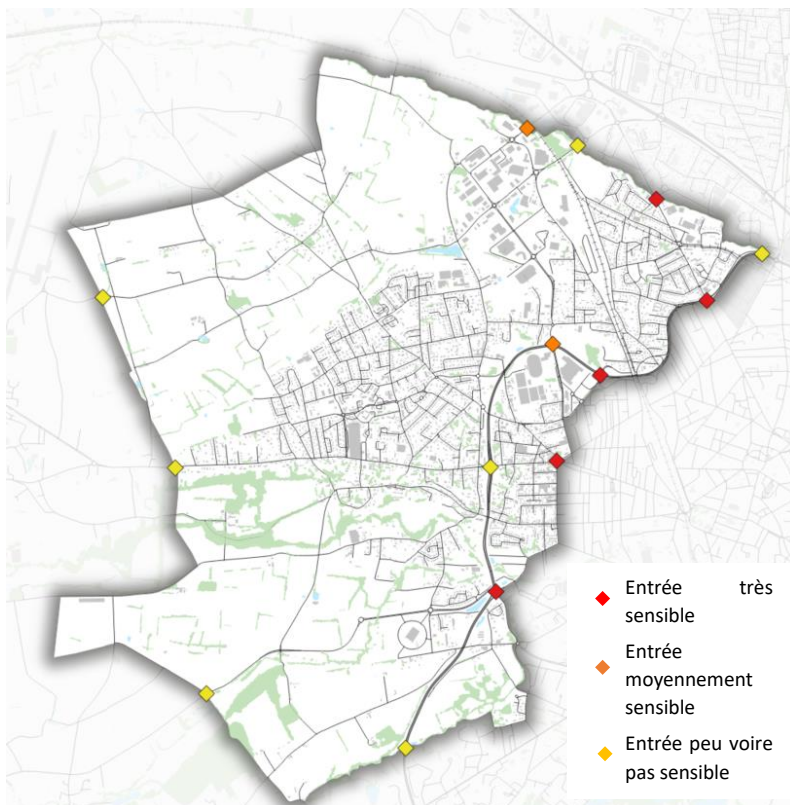 Entrée très
sensible
Entrée
moyennement
sensible
Entrée peu voire
pas sensible